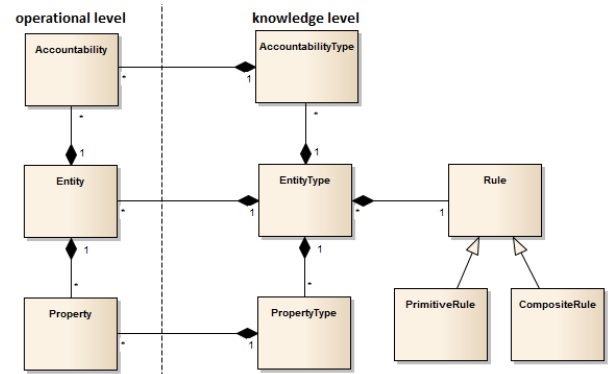 operational level
knowledge level
Accountability
AccountabilityType
*
1
*
*
1
1
Entity
EntityType
Rule
*
1
*
1
1
1
*
*
Property
PropertyType
PrimitiveRule
CompositeRule
*
1